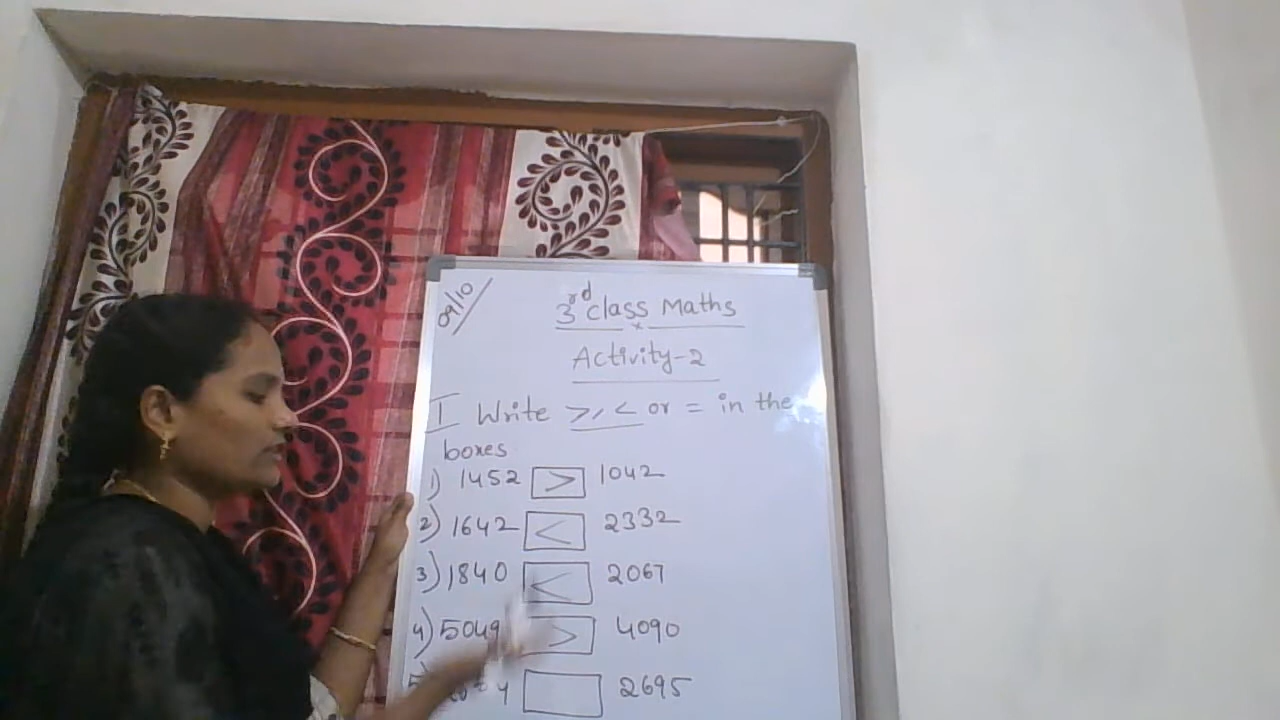 09/10
3rd class Maths
Activity-2
I Write >, < or = in the
boxes
1) 1452 > 1042
2) 1642 < 2332
3) 1840 < 2067
4) 5049 > 4090
2695